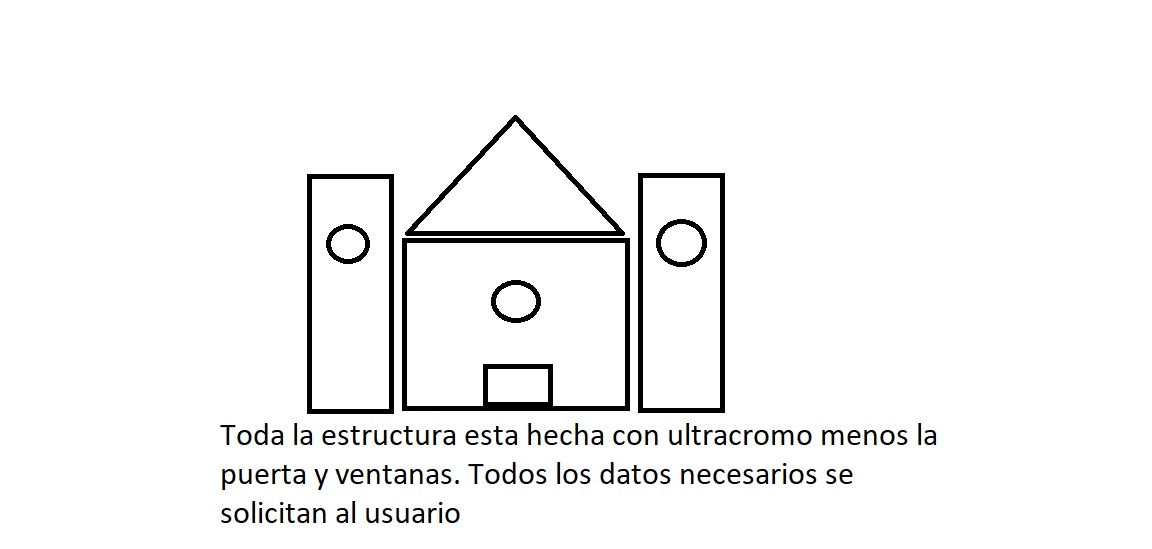 Toda la estructura esta hecha con ultracromo menos la
puerta y ventanas. Todos los datos necesarios se
solicitan al usuario